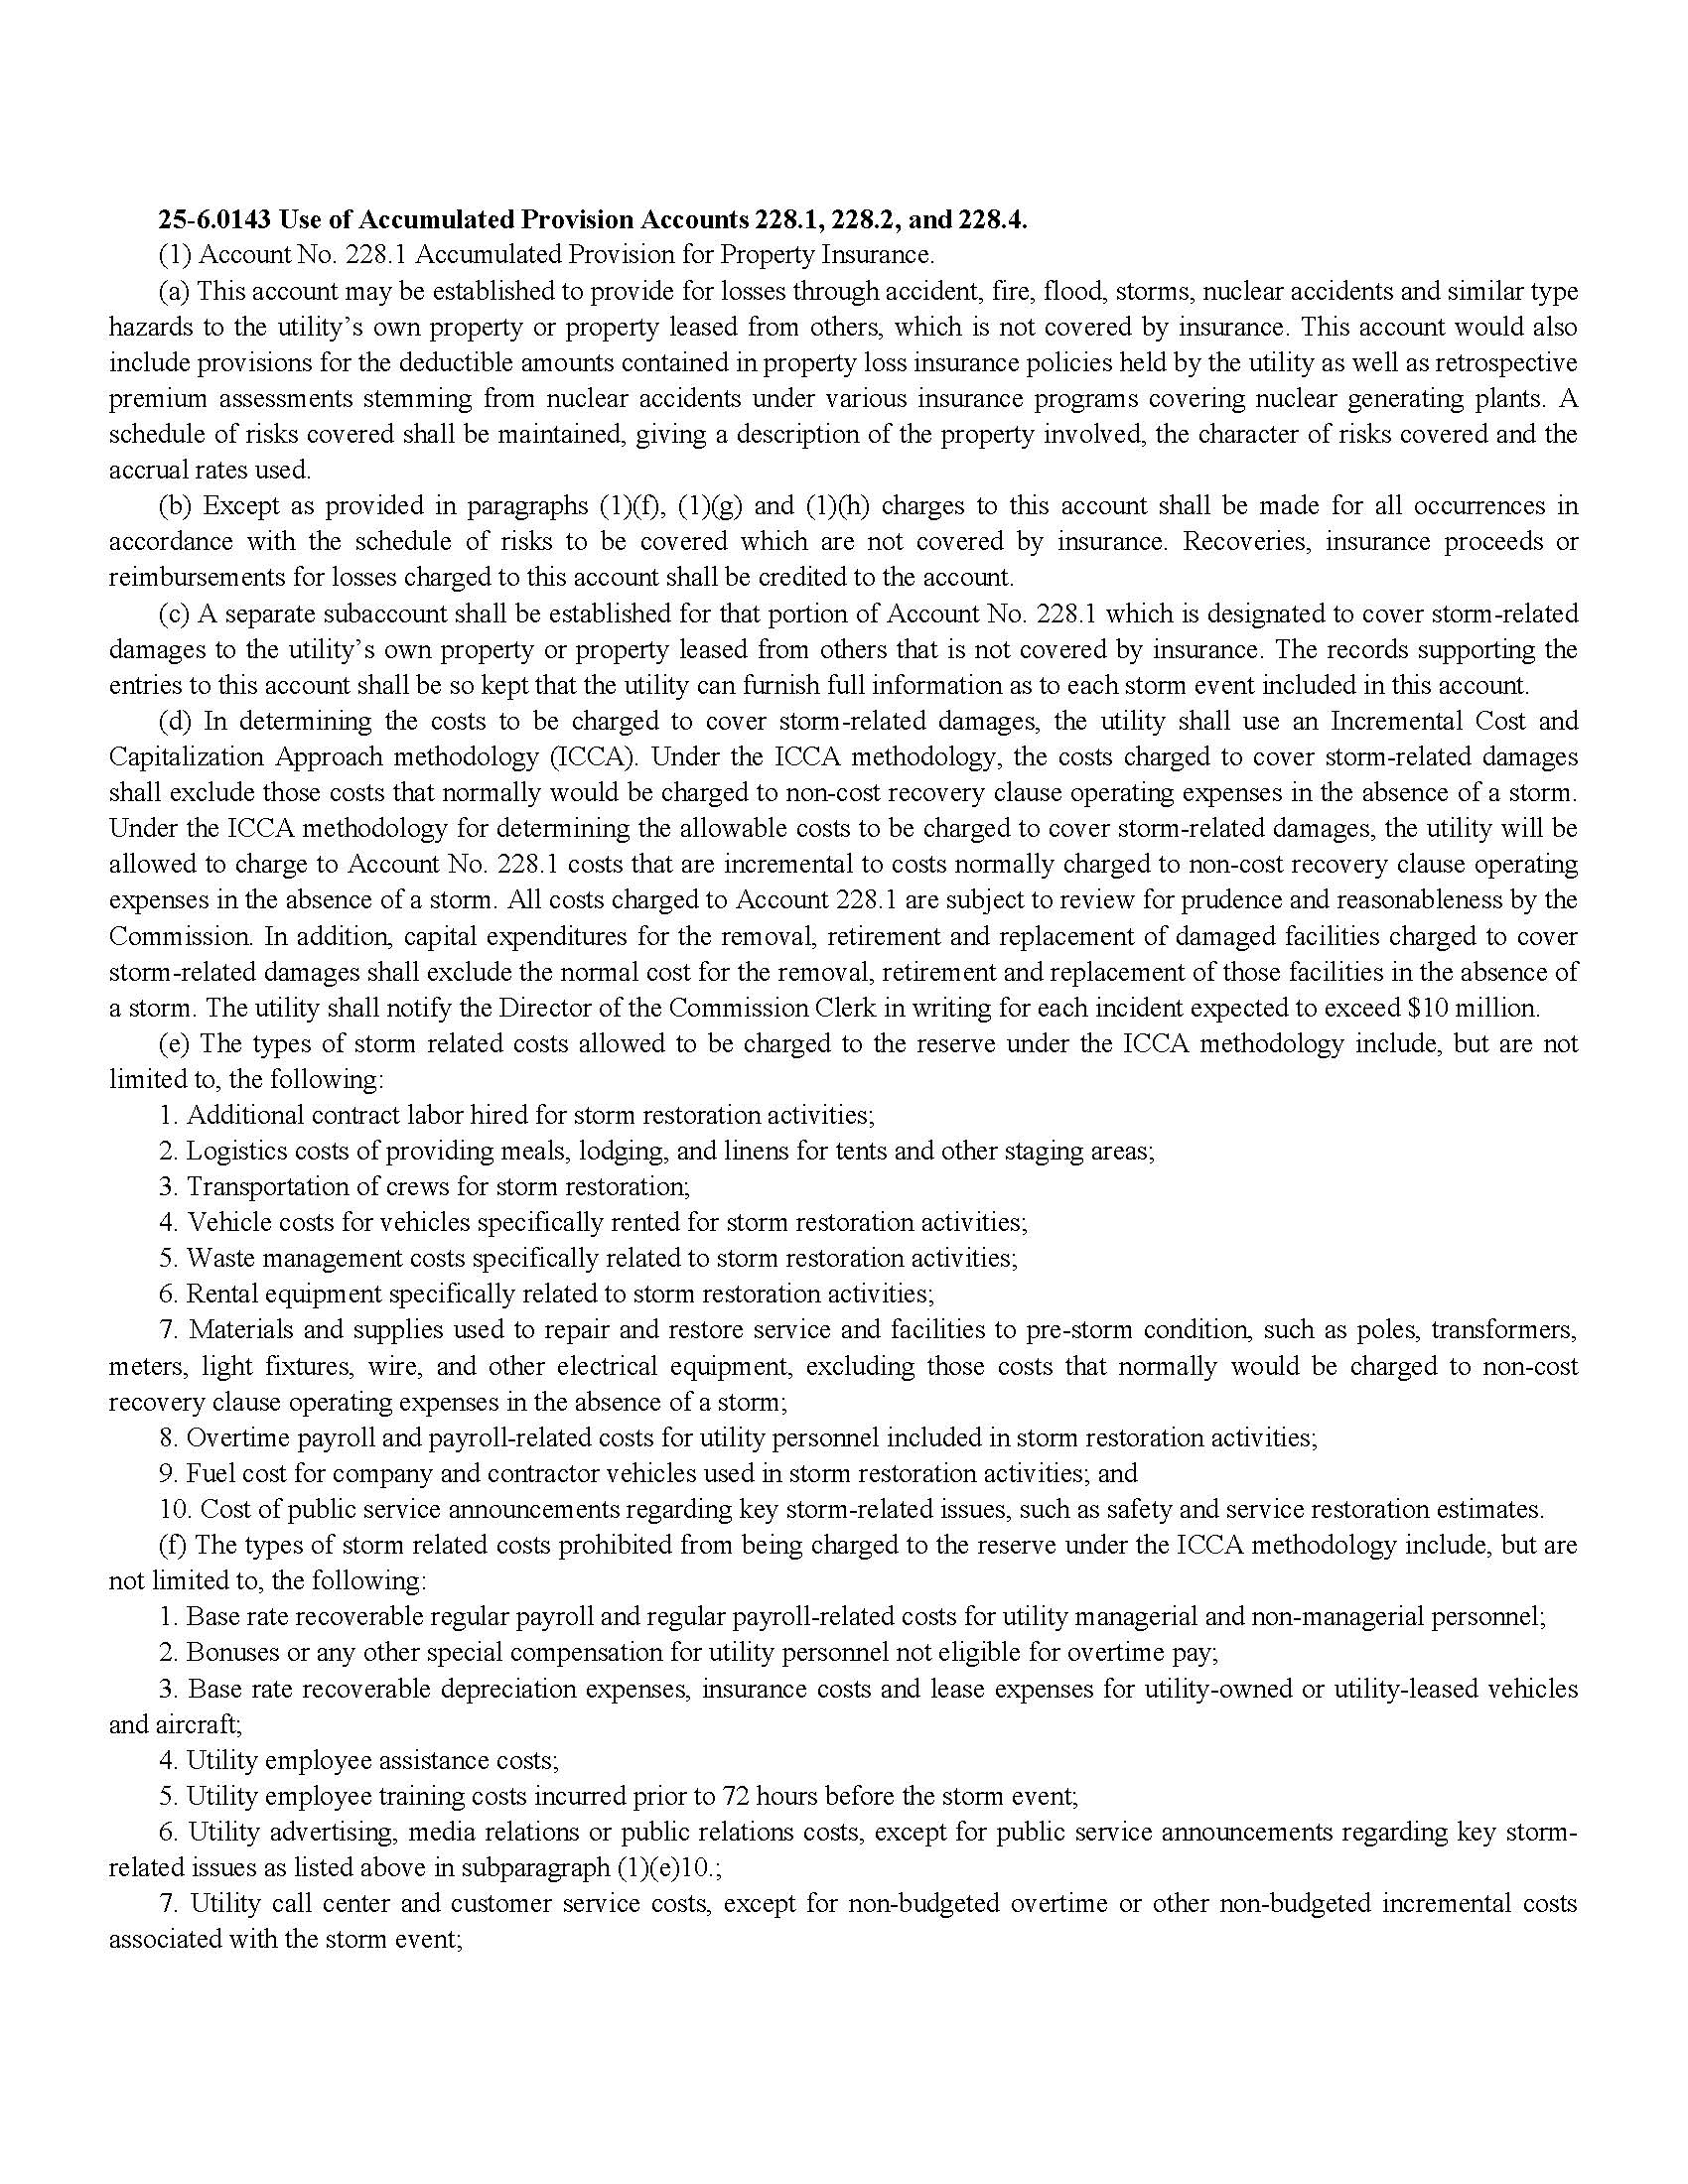 25-6.0143 Use of Accumulated Provision Accounts 228.1, 228.2, and 228.4.
(1) Account No. 228.1 Accumulated Provision for Property Insurance.
(a) This account may be established to provide for losses through accident, fire, flood, storms, nuclear accidents and similar type
hazards to the utility’s own property or property leased from others, which is not covered by insurance. This account would also
include provisions for the deductible amounts contained in property loss insurance policies held by the utility as well as retrospective
premium assessments stemming from nuclear accidents under various insurance programs covering nuclear generating plants. A
schedule of risks covered shall be maintained, giving a description of the property involved, the character of risks covered and the
accrual rates used.
(b) Except as provided in paragraphs (1)(f), (1)(g) and (1)(h) charges to this account shall be made for all occurrences in
accordance with the schedule of risks to be covered which are not covered by insurance. Recoveries, insurance proceeds or
reimbursements for losses charged to this account shall be credited to the account.
(c) A separate subaccount shall be established for that portion of Account No. 228.1 which is designated to cover storm-related
damages to the utility’s own property or property leased from others that is not covered by insurance. The records supporting the
entries to this account shall be so kept that the utility can furnish full information as to each storm event included in this account.
(d) In determining the costs to be charged to cover storm-related damages, the utility shall use an Incremental Cost and
Capitalization Approach methodology (ICCA). Under the ICCA methodology, the costs charged to cover storm-related damages
shall exclude those costs that normally would be charged to non-cost recovery clause operating expenses in the absence of a storm.
Under the ICCA methodology for determining the allowable costs to be charged to cover storm-related damages, the utility will be
allowed to charge to Account No. 228.1 costs that are incremental to costs normally charged to non-cost recovery clause operating
expenses in the absence of a storm. All costs charged to Account 228.1 are subject to review for prudence and reasonableness by the
Commission. In addition, capital expenditures for the removal, retirement and replacement of damaged facilities charged to cover
storm-related damages shall exclude the normal cost for the removal, retirement and replacement of those facilities in the absence of
a storm. The utility shall notify the Director of the Commission Clerk in writing for each incident expected to exceed $10 million.
(e) The types of storm related costs allowed to be charged to the reserve under the ICCA methodology include, but are not
limited to, the following:
1. Additional contract labor hired for storm restoration activities;
2. Logistics costs of providing meals, lodging, and linens for tents and other staging areas;
3. Transportation of crews for storm restoration;
4. Vehicle costs for vehicles specifically rented for storm restoration activities;
5. Waste management costs specifically related to storm restoration activities;
6. Rental equipment specifically related to storm restoration activities;
7. Materials and supplies used to repair and restore service and facilities to pre-storm condition, such as poles, transformers,
meters, light fixtures, wire, and other electrical equipment, excluding those costs that normally would be charged to non-cost
recovery clause operating expenses in the absence of a storm;
8. Overtime payroll and payroll-related costs for utility personnel included in storm restoration activities;
9. Fuel cost for company and contractor vehicles used in storm restoration activities; and
10. Cost of public service announcements regarding key storm-related issues, such as safety and service restoration estimates.
(f) The types of storm related costs prohibited from being charged to the reserve under the ICCA methodology include, but are
not limited to, the following:
1. Base rate recoverable regular payroll and regular payroll-related costs for utility managerial and non-managerial personnel;
2. Bonuses or any other special compensation for utility personnel not eligible for overtime pay;
3. Base rate recoverable depreciation expenses, insurance costs and lease expenses for utility-owned or utility-leased vehicles
and aircraft;
4. Utility employee assistance costs;
5. Utility employee training costs incurred prior to 72 hours before the storm event;
6. Utility advertising, media relations or public relations costs, except for public service announcements regarding key storm-
related issues as listed above in subparagraph (1)(e)10.;
7. Utility call center and customer service costs, except for non-budgeted overtime or other non-budgeted incremental costs
associated with the storm event;